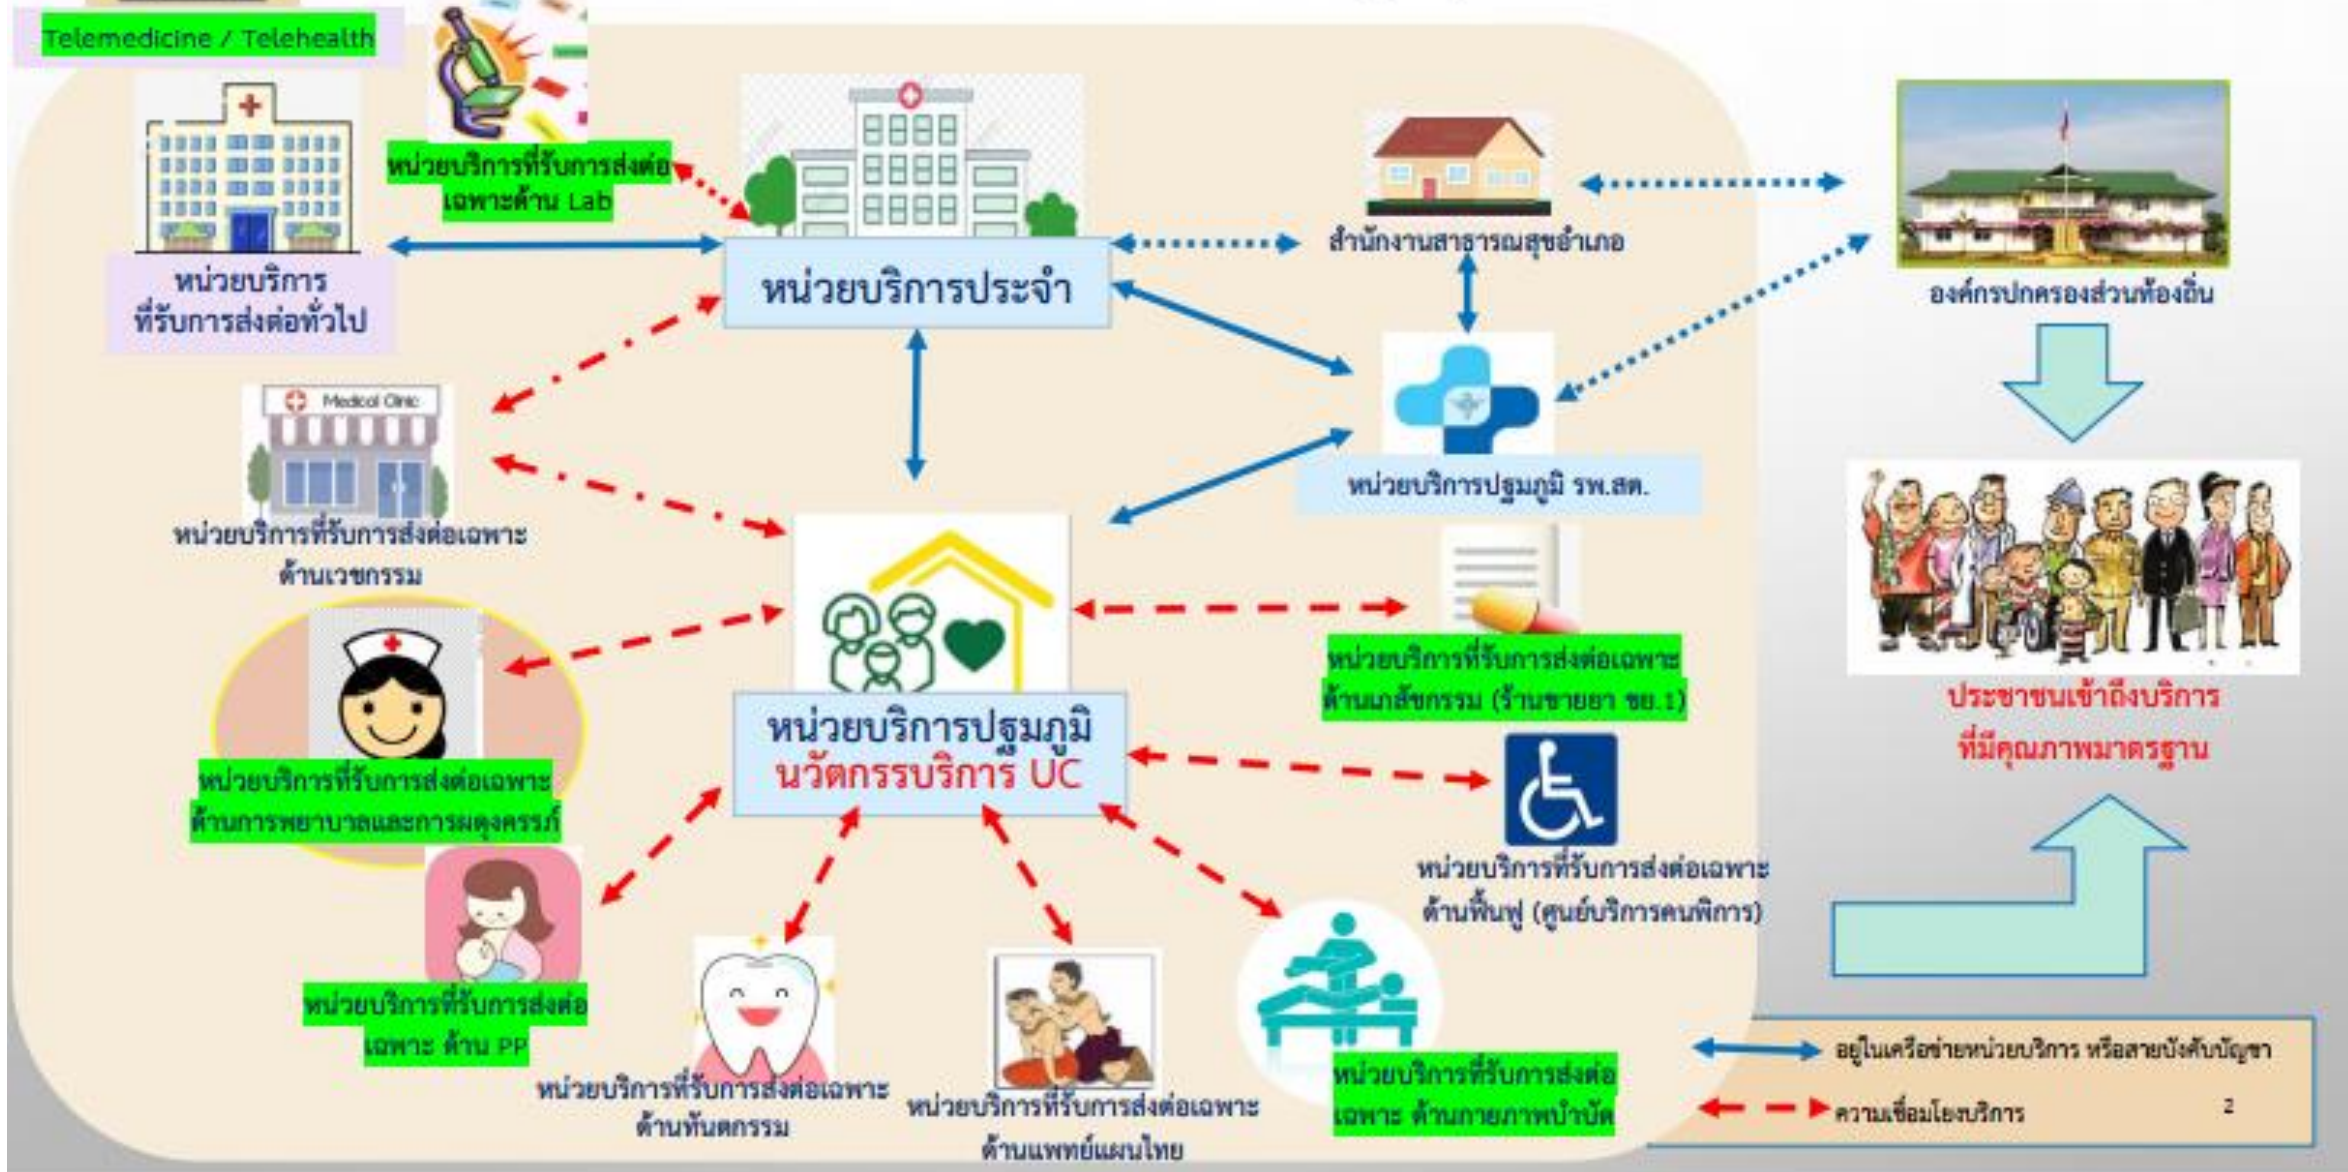 Telemedicine / Telehealth
หน่วยบริการที่รับการส่งต่อ
เฉพาะด้าน Lab
หน่วยบริการ
ที่รับการส่งต่อทั่วไป
หน่วยบริการประจำ
สำนักงานสาธารณสุขอำเภอ
องค์กรปกครองส่วนท้องถิ่น
Medical Clinic
หน่วยบริการที่รับการส่งต่อเฉพาะ
ด้านเวชกรรม
หน่วยบริการปฐมภูมิ รพ.สต.
หน่วยบริการที่รับการส่งต่อเฉพาะ
ด้านเภสัชกรรม (ร้านขายยา ขย.1)
ประชาชนเข้าถึงบริการ
ที่มีคุณภาพมาตรฐาน
หน่วยบริการปฐมภูมิ
นวัตกรรบริการ UC
หน่วยบริการที่รับการส่งต่อเฉพาะ
ด้านการพยาบาลและการผดุงครรภ์
หน่วยบริการที่รับการส่งต่อเฉพาะ
ด้านฟื้นฟู (ศูนย์บริการคนพิการ)
หน่วยบริการที่รับการส่งต่อ
เฉพาะ ด้าน PP
หน่วยบริการที่รับการส่งต่อเฉพาะ
ด้านทันตกรรม
หน่วยบริการที่รับการส่งต่อเฉพาะ
ด้านแพทย์แผนไทย
หน่วยบริการที่รับการส่งต่อ
เฉพาะ ด้านกายภาพบำบัด
อยู่ในเครือข่ายหน่วยบริการ หรือสายบังคับบัญชา
ความเชื่อมโยงบริการ
2